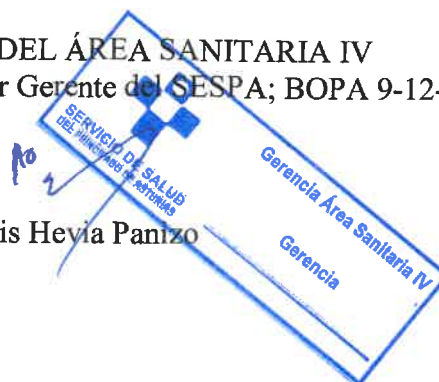 DEL ÁREA SANITARIA IV
r Gerente del SESPA; BOPA 9-12-
SERVICIO DE SALUD
DEL PRINCIPADO DE ASTURIAS
Gerencia Área Sanitaria IV
Gerencia
is Hevia Panizo